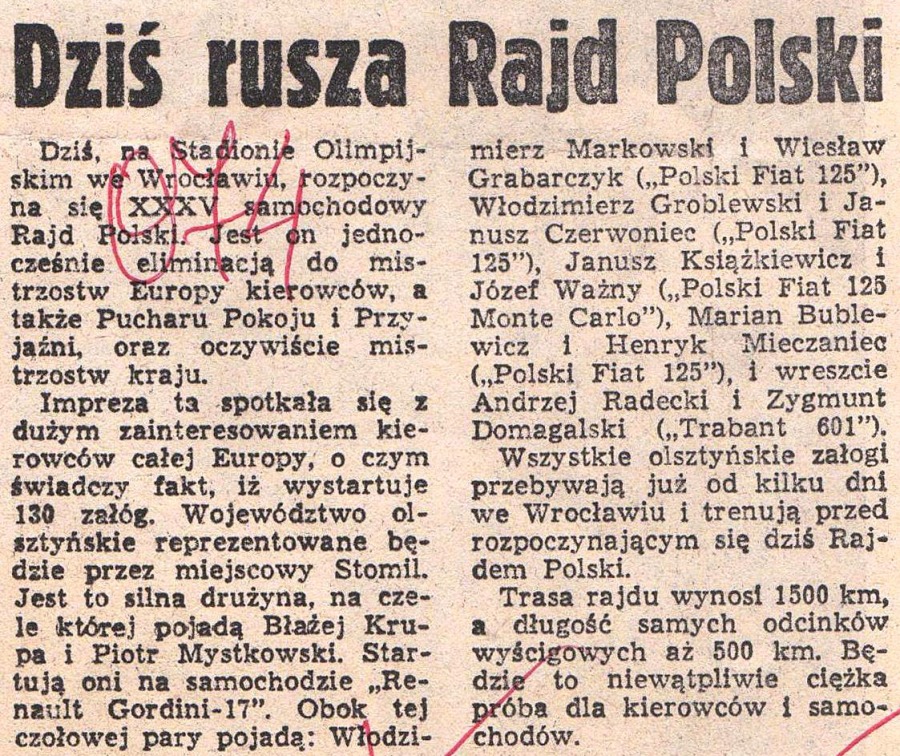 Dziś rusza Rajd Polski
Dziś, na Stadionie Olimpij-
skim we Wrocławiu, rozpoczy-
na się XXXV samochodowy
Rajd Polski. Jest on jedno-
cześnie eliminacją do mis-
trzostw Europy kierowców, a
także Pucharu Pokoju i Przy-
jaźni, oraz oczywiście mis-
trzostw kraju.
Impreza ta spotkała się z
dużym zainteresowaniem kie-
rowców całej Europy, o czym
świadczy fakt, iż wystartuje
130 załóg. Województwo ol-
sztyńskie reprezentowane bę-
dzie przez miejscowy Stomil.
Jest to silna drużyna, na cze-
le której pojadą Błażej Kru-
pa i Piotr Mystkowski. Star-
tują oni na samochodzie „Re-
nault Gordini-17”. Obok tej
czołowej pary pojadą: Włodzi-
mierz Markowski i Wiesław
Grabarczyk („Polski Fiat 125”),
Włodzimierz Groblewski i Ja-
nusz Czerwoniec („Polski Fiat
125”), Janusz Książkiewicz i
Józef Ważny („Polski Fiat 125
Monte Carlo”), Marian Buble-
wicz i Henryk Mieczaniec
(„Polski Fiat 125”), i wreszcie
Andrzej Radecki i Zygmunt
Domagalski („Trabant 601”).
Wszystkie olsztyńskie załogi
przebywają już od kilku dni
we Wrocławiu i trenują przed
rozpoczynającym się dziś Raj-
dem Polski.
Trasa rajdu wynosi 1500 km,
a długość samych odcinków
wyścigowych aż 500 km. Bę-
dzie to niewątpliwie ciężka
próba dla kierowców i samo-
chodów.